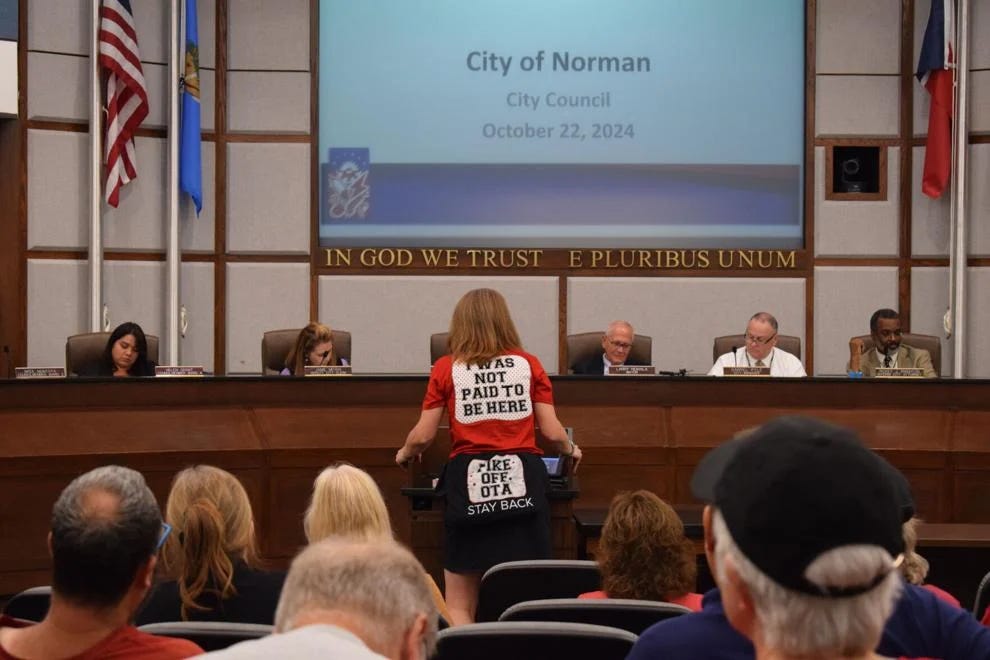 City of Norman
City Council
October 22, 2024
IN GOD WE TRUST E PLURIBUS UNUM
I WAS
NOT
PAID TO
BE HERE
PIKE
OFF
OTA
STAY BACK